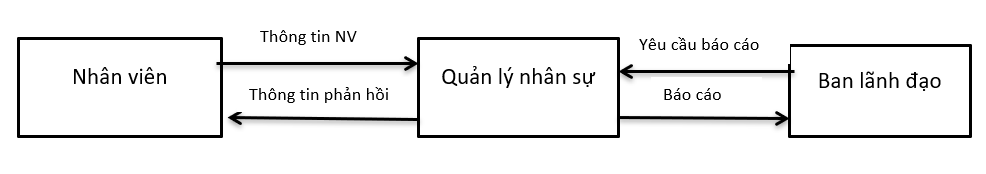 Thông tin NV
Yêu cầu báo cáo
Nhân viên
Quản lý nhân sự
Ban lãnh đạo
Thông tin phản hồi
Báo cáo